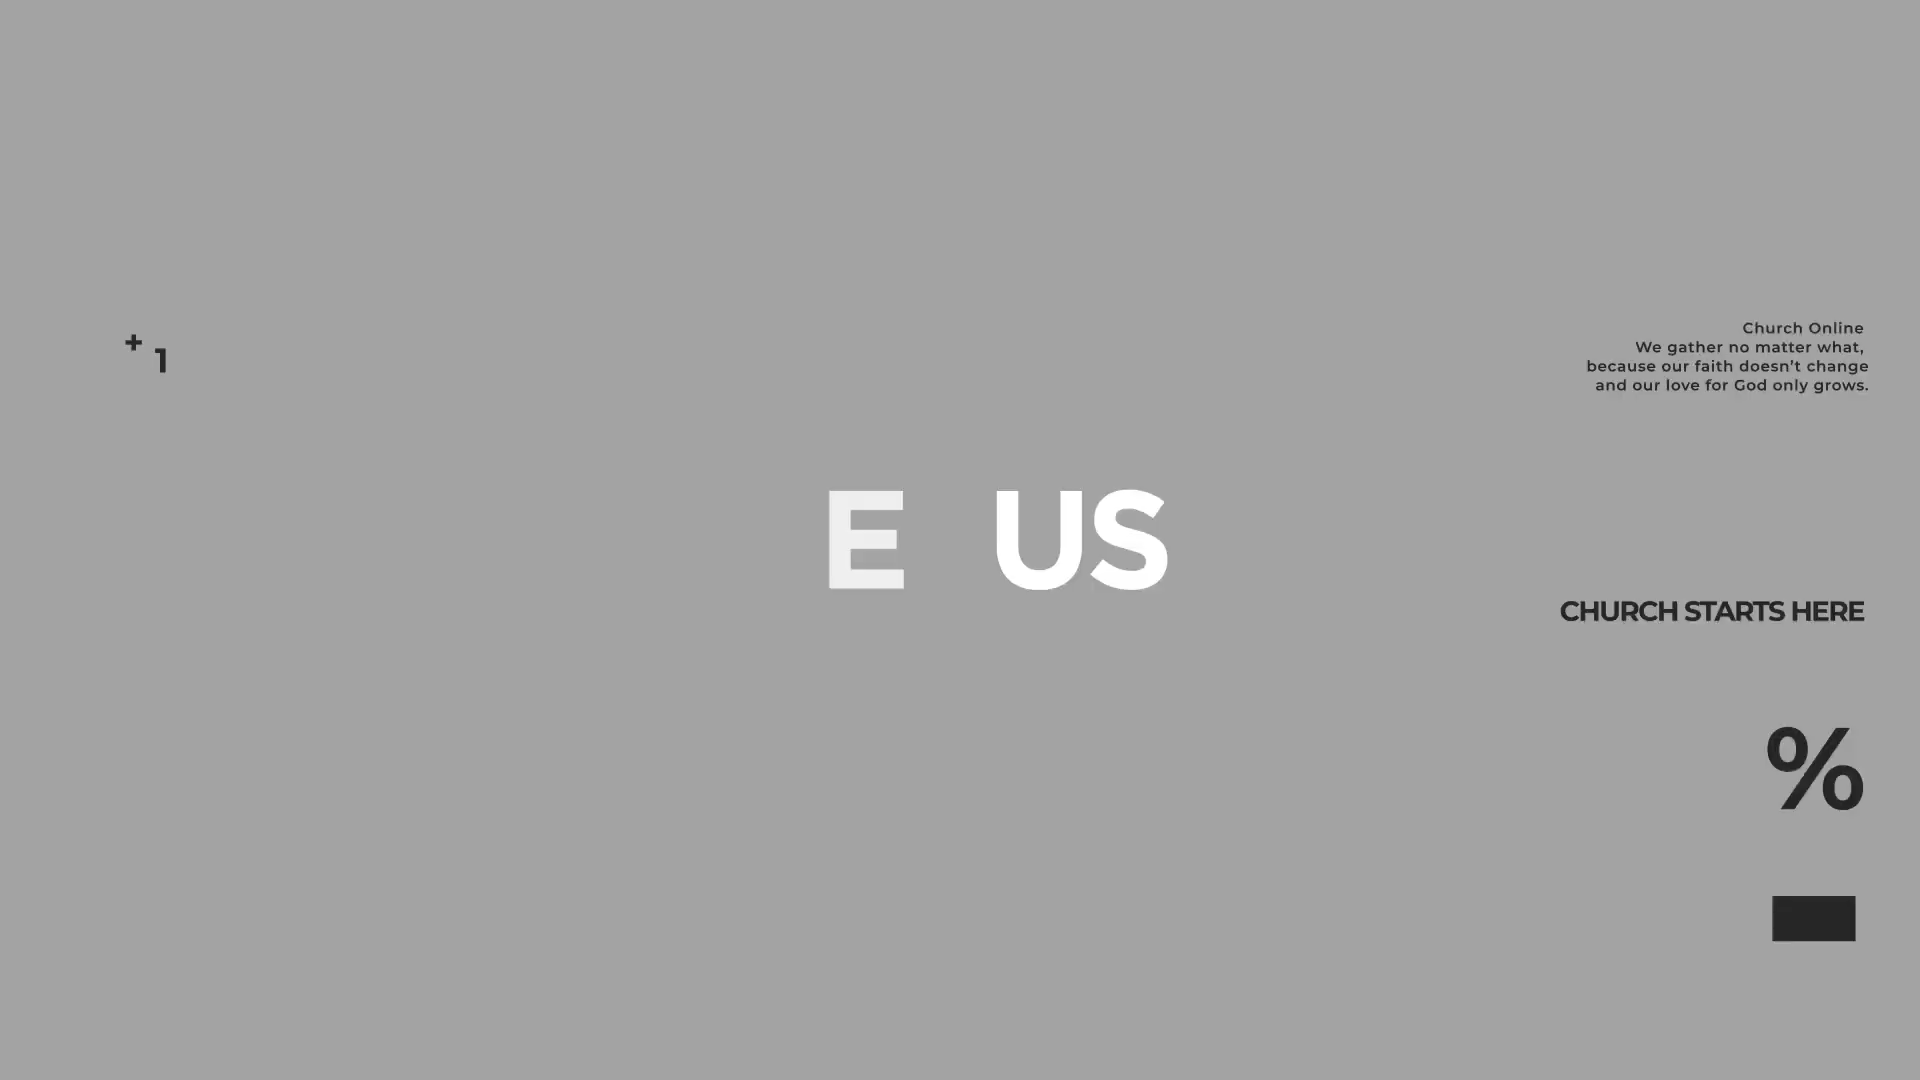 + 1
Church Online
We gather no matter what,
because our faith doesn't change
and our love for God only grows.
E US
CHURCH STARTS HERE
%